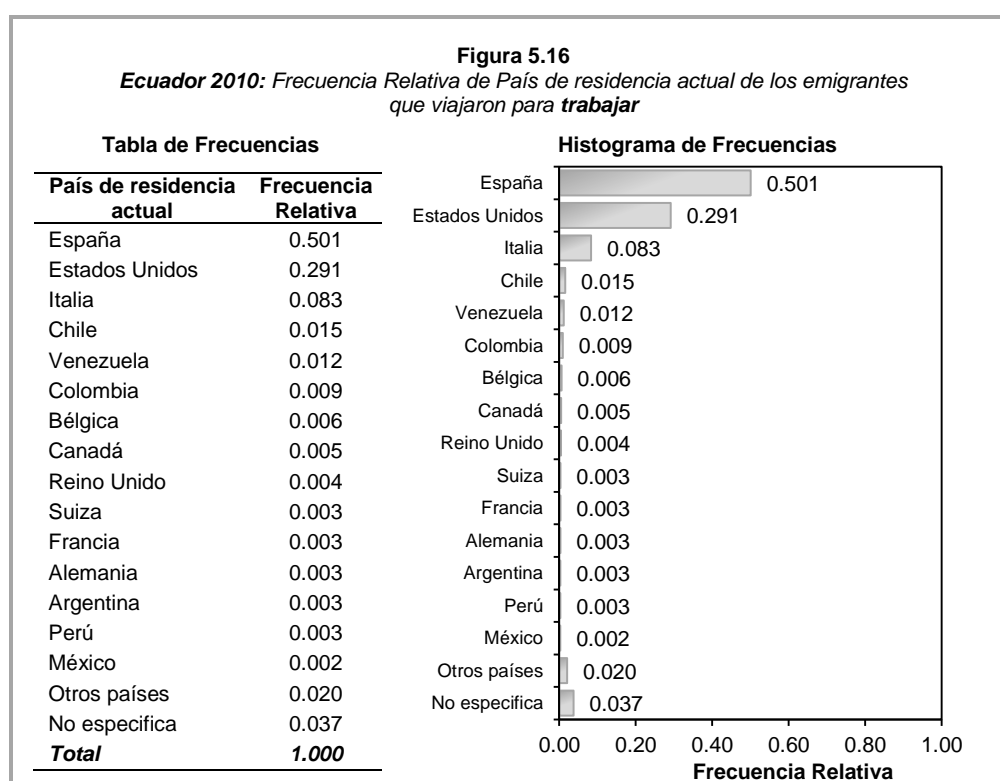 Figura 5.16
Ecuador 2010: Frecuencia Relativa de País de residencia actual de los emigrantes
que viajaron para trabajar
Tabla de Frecuencias
País de residencia actual Frecuencia Relativa
España 0.501
Estados Unidos 0.291
Italia 0.083
Chile 0.015
Venezuela 0.012
Colombia 0.009
Bélgica 0.006
Canadá 0.005
Reino Unido 0.004
Suiza 0.003
Francia 0.003
Alemania 0.003
Argentina 0.003
Perú 0.003
México 0.002
Otros países 0.020
No especifica 0.037
Total 1.000
Histograma de Frecuencias
España 0.501
Estados Unidos 0.291
Italia 0.083
Chile 0.015
Venezuela 0.012
Colombia 0.009
Bélgica 0.006
Canadá 0.005
Reino Unido 0.004
Suiza 0.003
Francia 0.003
Alemania 0.003
Argentina 0.003
Perú 0.003
México 0.002
Otros países 0.020
No especifica 0.037
0.00 0.20 0.40 0.60 0.80 1.00
Frecuencia Relativa